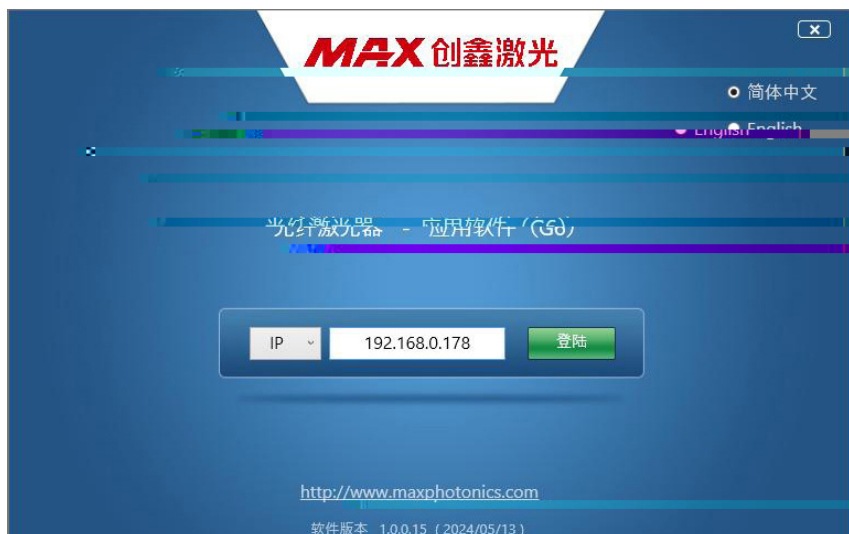 MAX 创鑫激光
简体中文
English
光纤激光器 - 应用软件 (G6)
IP
192.168.0.178
登陆
http://www.maxphotonics.com
软件版本 1.0.0.15 ( 2024/05/13 )